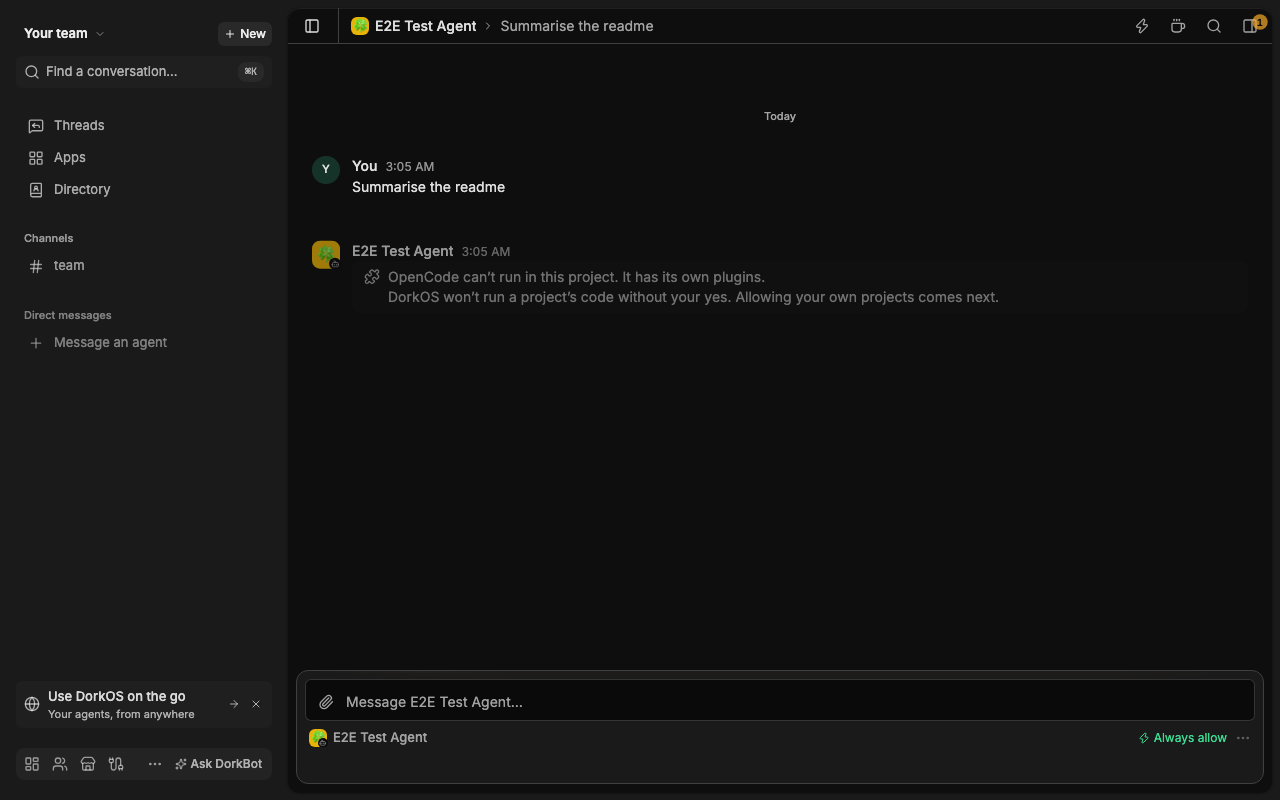 Your team
+ New
Find a conversation...
⌘K
Threads
Apps
Directory
Channels
# team
Direct messages
+ Message an agent
Use DorkOS on the go
Your agents, from anywhere
Ask DorkBot
E2E Test Agent › Summarise the readme
1
Today
Y
You 3:05 AM
Summarise the readme
E2E Test Agent 3:05 AM
OpenCode can’t run in this project. It has its own plugins.
DorkOS won’t run a project’s code without your yes. Allowing your own projects comes next.
Message E2E Test Agent...
E2E Test Agent
Always allow